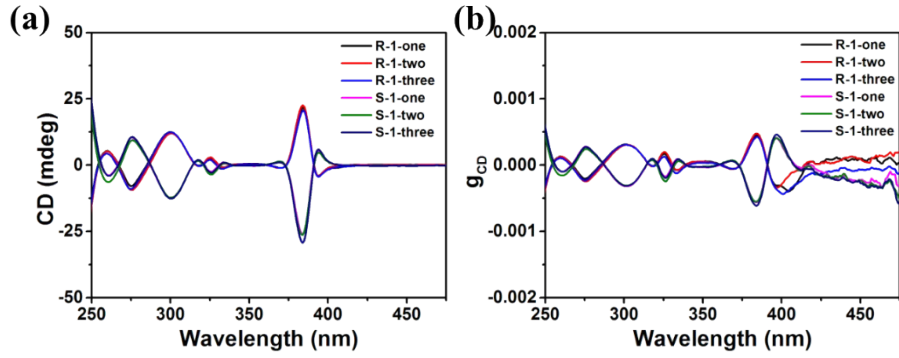 (a)
50
25
0
-25
-50
CD (mdeg)
R-1-one
R-1-two
R-1-three
S-1-one
S-1-two
S-1-three
250 300 350 400 450
Wavelength (nm)
(b)
0.002
0.001
0.000
-0.001
-0.002
gCD
R-1-one
R-1-two
R-1-three
S-1-one
S-1-two
S-1-three
250 300 350 400 450
Wavelength (nm)